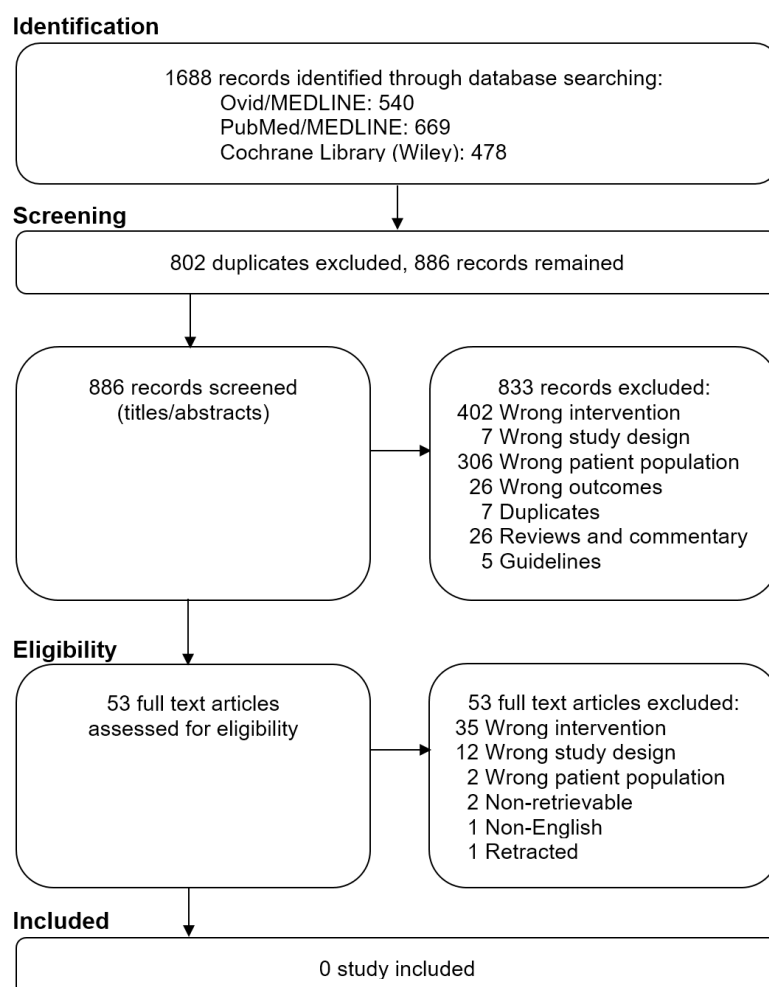 Identification
1688 records identified through database searching:
Ovid/MEDLINE: 540
PubMed/MEDLINE: 669
Cochrane Library (Wiley): 478
Screening
802 duplicates excluded, 886 records remained
886 records screened
(titles/abstracts)
833 records excluded:
402 Wrong intervention
7 Wrong study design
306 Wrong patient population
26 Wrong outcomes
7 Duplicates
26 Reviews and commentary
5 Guidelines
Eligibility
53 full text articles
assessed for eligibility
53 full text articles excluded:
35 Wrong intervention
12 Wrong study design
2 Wrong patient population
2 Non-retrievable
1 Non-English
1 Retracted
Included
0 study included